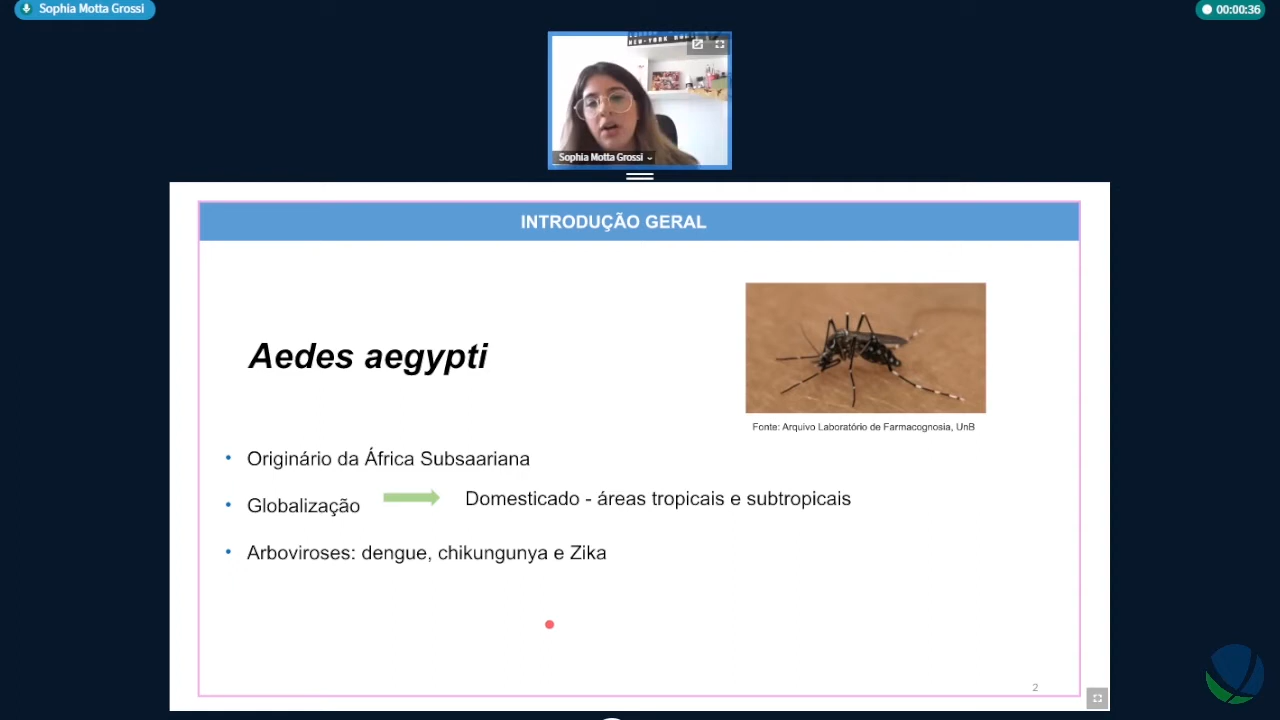 Sophia Motta Grossi
00:00:36
Sophia Motta Grossi
INTRODUÇÃO GERAL
Aedes aegypti
Fonte: Arquivo Laboratório de Farmacognosia, UnB
• Originário da África Subsaariana
• Globalização
Domesticado - áreas tropicais e subtropicais
• Arboviroses: dengue, chikungunya e Zika
2